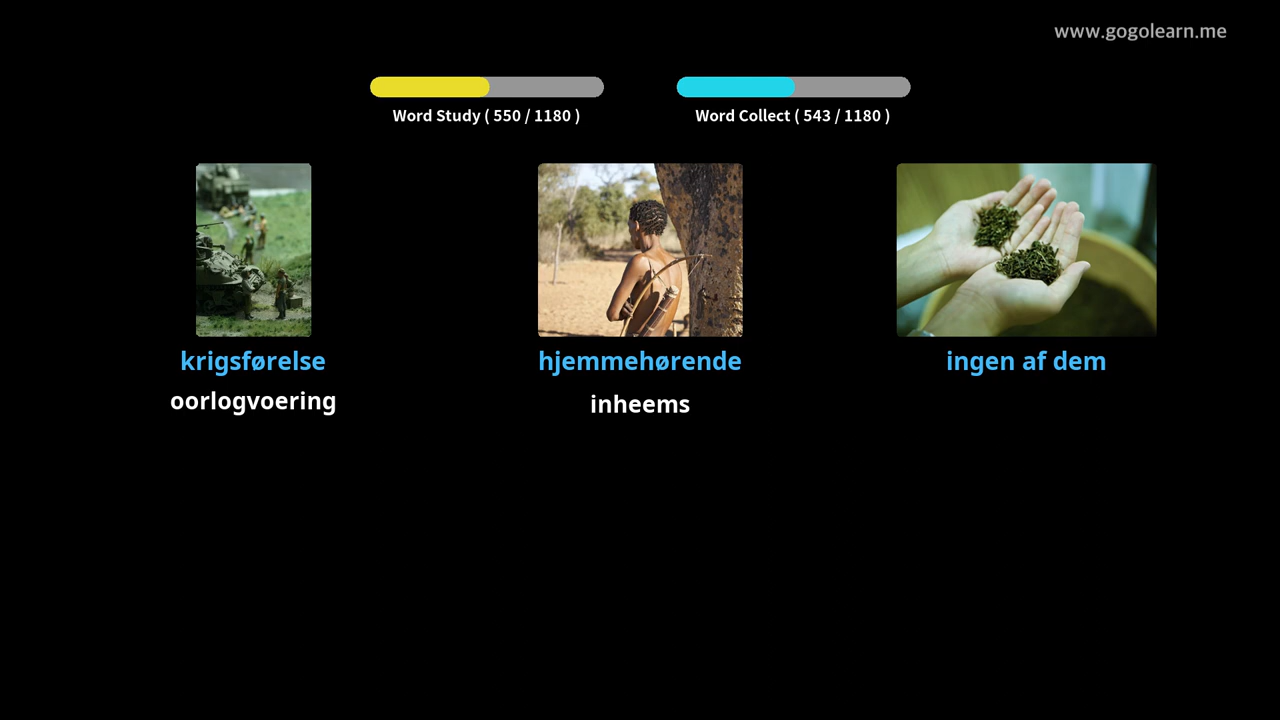 www.gogolearn.me
Word Study ( 550 / 1180 )
Word Collect ( 543 / 1180 )
krigsførelse
hjemmehørende
ingen af dem
oorlogvoering
inheems